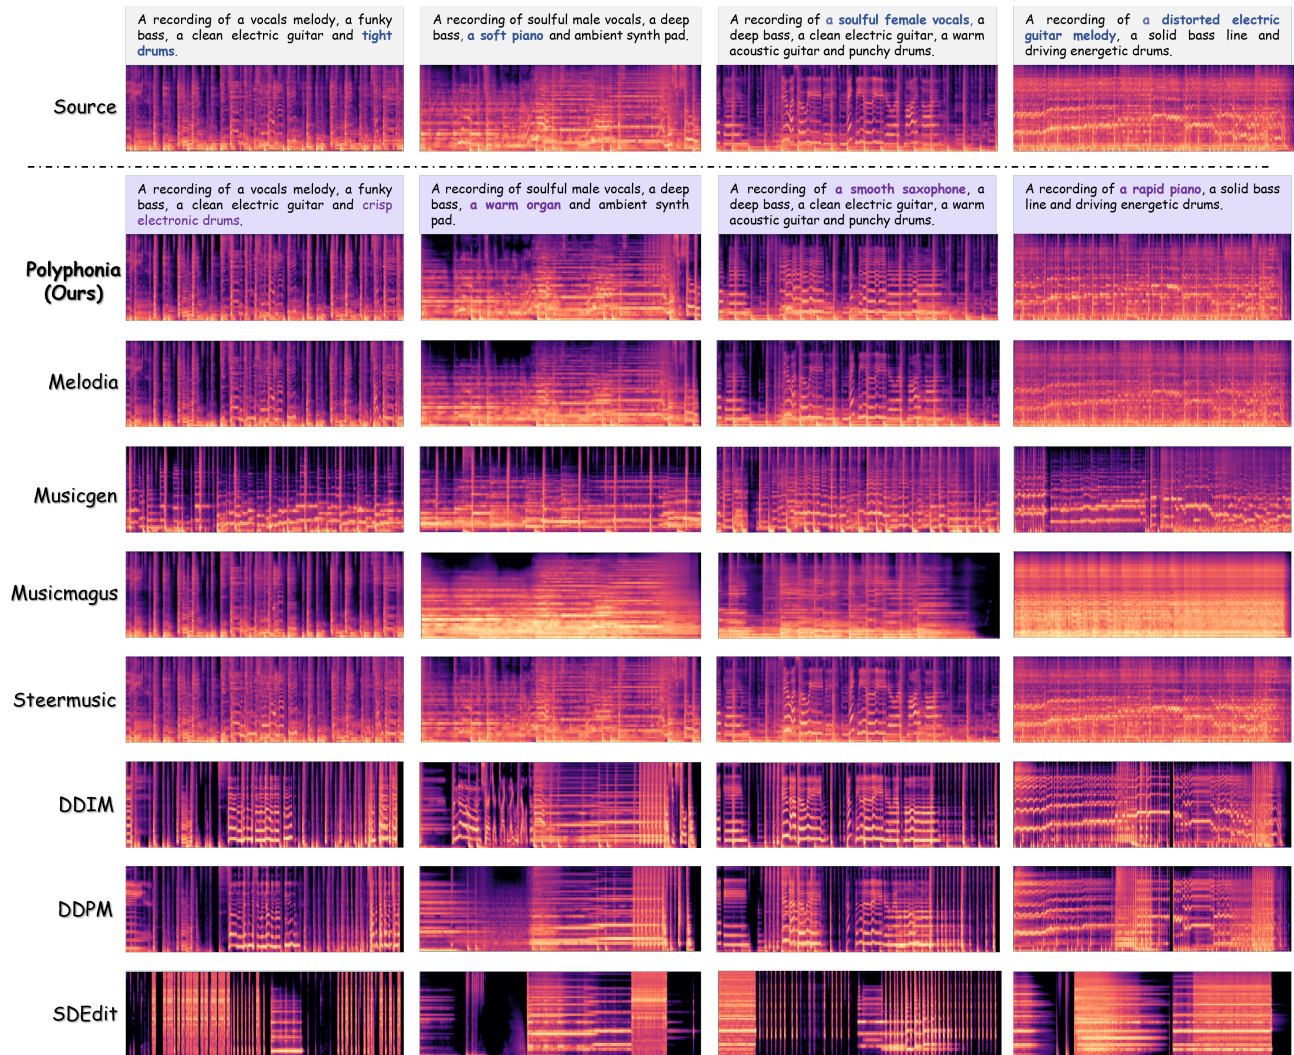 A recording of a vocals melody, a funky
bass, a clean electric guitar and tight
drums.
A recording of soulful male vocals, a deep
bass, a soft piano and ambient synth pad.
A recording of a soulful female vocals, a
deep bass, a clean electric guitar, a warm
acoustic guitar and punchy drums.
A recording of a distorted electric
guitar melody, a solid bass line and
driving energetic drums.
Source
A recording of a vocals melody, a funky
bass, a clean electric guitar and crisp
electronic drums.
A recording of soulful male vocals, a deep
bass, a warm organ and ambient synth
pad.
A recording of a smooth saxophone, a
deep bass, a clean electric guitar, a warm
acoustic guitar and punchy drums.
A recording of a rapid piano, a solid bass
line and driving energetic drums.
Polyphonia
(Ours)
Melodia
Musicgen
Musicmagus
Steermusic
DDIM
DDPM
SDEdit